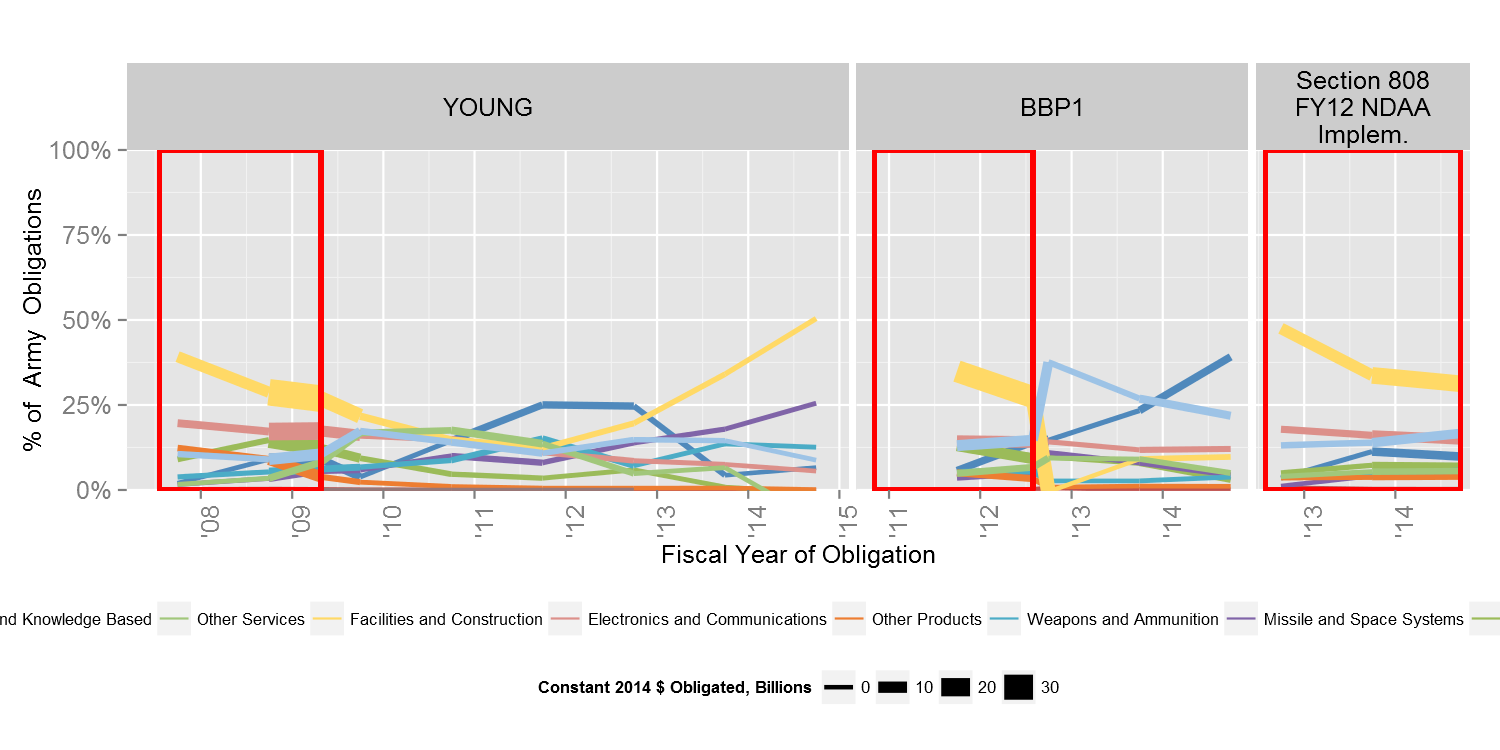 YOUNG
BBP1
Section 808
FY12 NDAA
Implem.
100%
75%
50%
25%
0%
% of Army Obligations
'08
'09
'10
'11
'12
'13
'14
'15
'11
'12
'13
'14
'13
'14
Fiscal Year of Obligation
Knowledge Based Other Services Facilities and Construction Electronics and Communications Other Products Weapons and Ammunition Missile and Space Systems
Constant 2014 $ Obligated, Billions 0 10 20 30